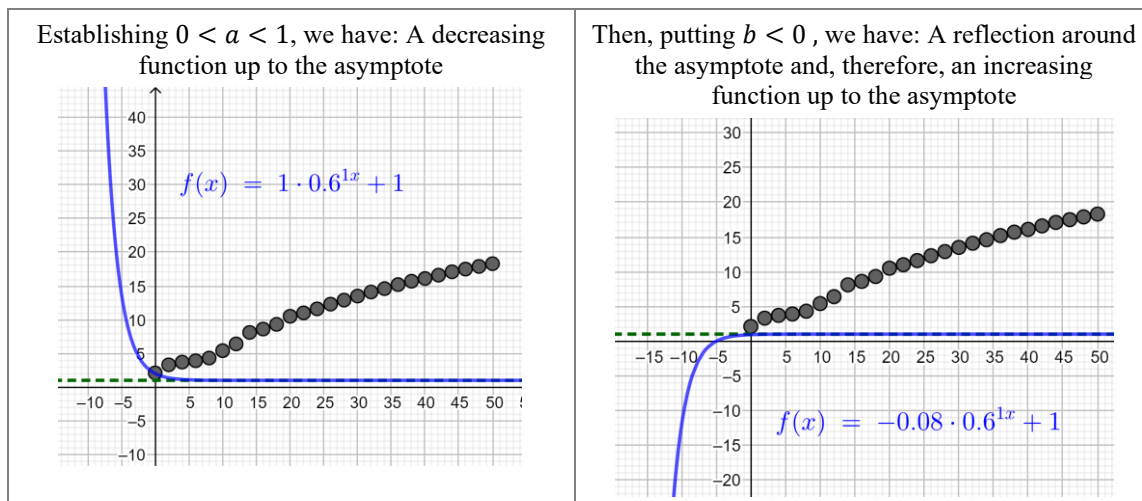 Establishing 0 < a < 1, we have: A decreasing
function up to the asymptote
40
35
30
25
20
15
10
5
−5
−10
−10 −5 5 10 15 20 25 30 35 40 45 50
f(x) = 1 · 0.6^{1x} + 1
Then, putting b < 0 , we have: A reflection around
the asymptote and, therefore, an increasing
function up to the asymptote
30
25
20
15
10
5
−5
−10
−15
−20
−15 −10 −5 5 10 15 20 25 30 35 40 45 50
f(x) = −0.08 · 0.6^{1x} + 1